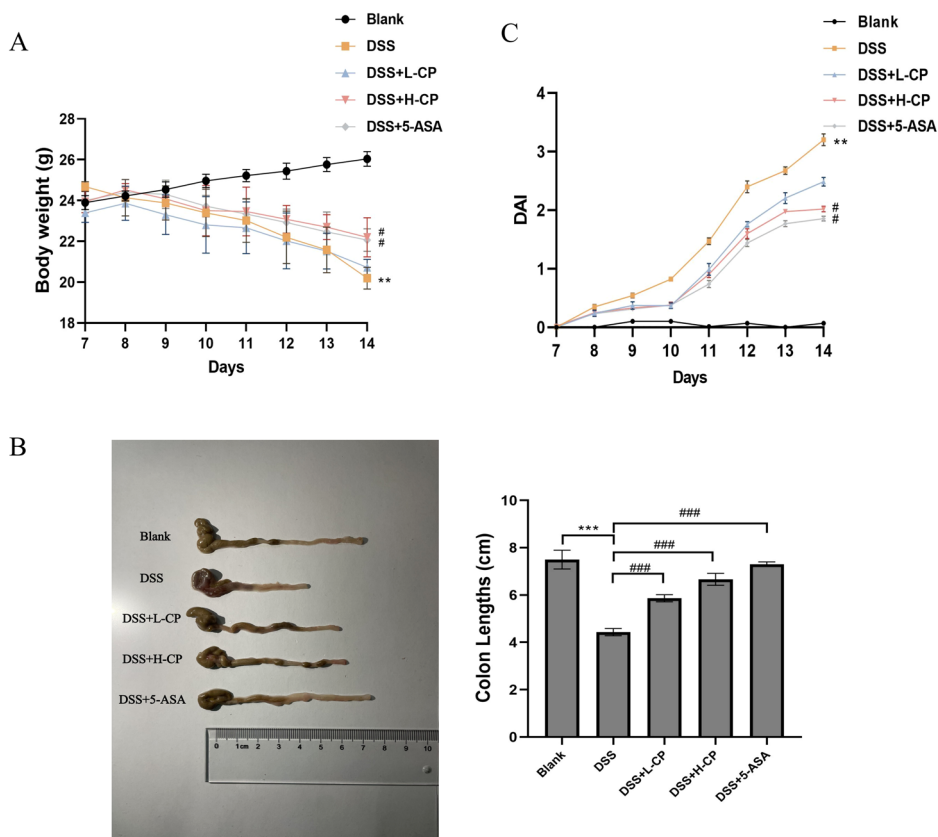 A
Blank
DSS
DSS+L-CP
DSS+H-CP
DSS+5-ASA
Body weight (g)
28
26
24
22
20
18
#
#
**
7 8 9 10 11 12 13 14
Days
C
Blank
DSS
DSS+L-CP
DSS+H-CP
DSS+5-ASA
DAI
4
3
2
1
0
**
#
#
7 8 9 10 11 12 13 14
Days
B
Blank
DSS
DSS+L-CP
DSS+H-CP
DSS+5-ASA
0 1cm 2 3 4 5 6 7 8 9 10
Colon Lengths (cm)
10
8
6
4
2
0
***
###
###
###
Blank
DSS
DSS+L-CP
DSS+H-CP
DSS+5-ASA